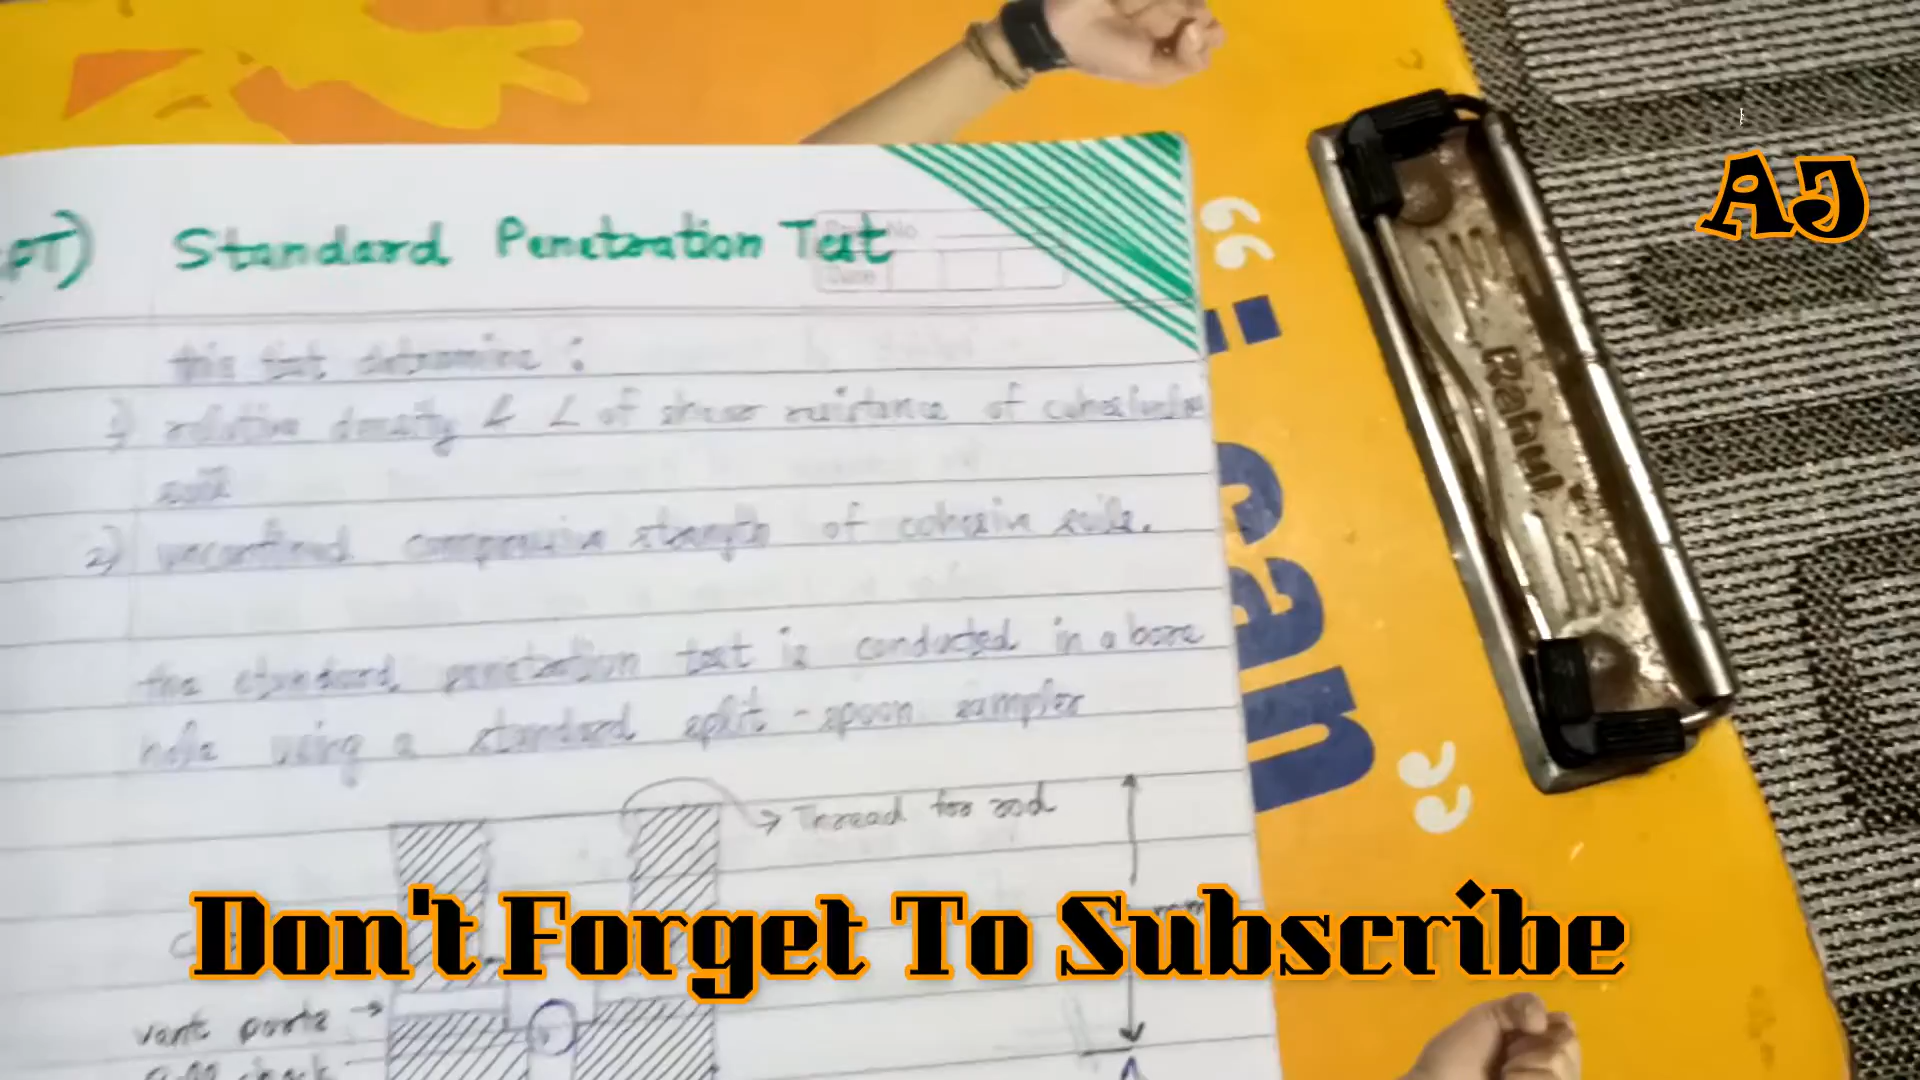 PT) Standard Penetration Test
this test determine :
1) relative density & ∠ of shear resistance of cohesionless
soil
2) unconfined compressive strength of cohesive soils.
the standard penetration test is conducted in a bore
hole using a standard split - spoon sampler
→ Thread for rod
vent ports →
Don't Forget To Subscribe
AJ
“ i can ”
Rahul